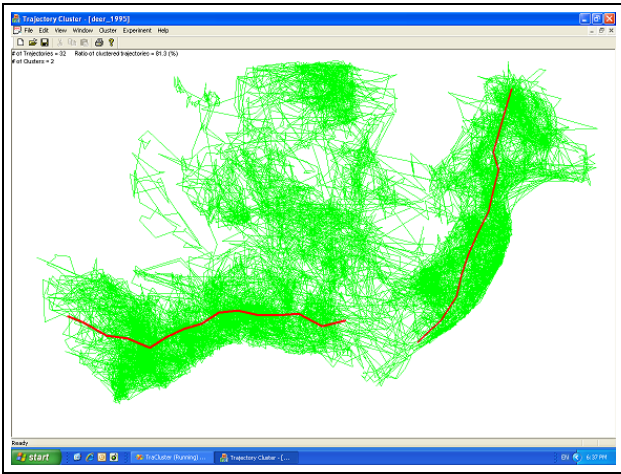 Trajectory Cluster - [deer_1995]
File Edit View Window Cluster Experiment Help
# of Trajectories = 32 Ratio of clustered trajectories = 81.3 (%)
# of Clusters = 2
Ready
start TraCluster (Running) ... Trajectory Cluster - [... EN 6:37 PM